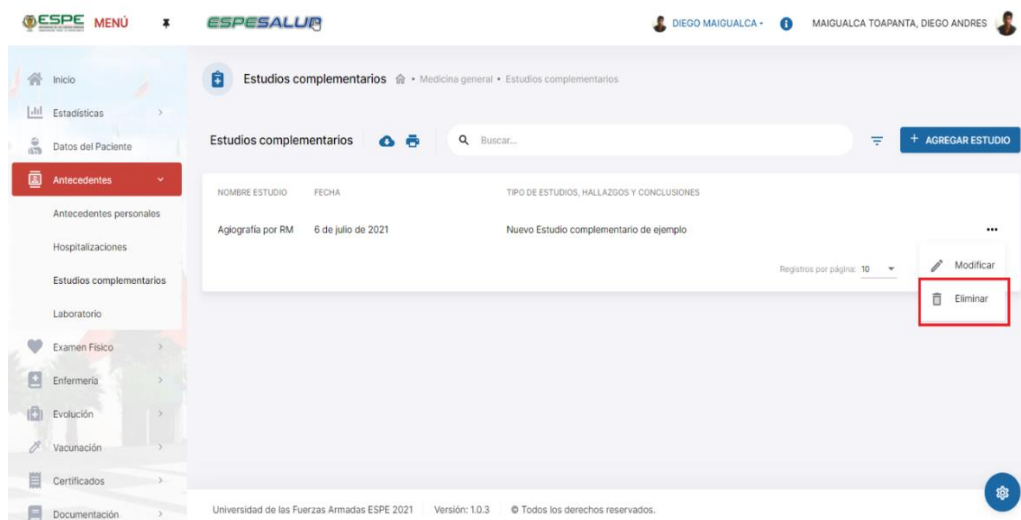 ESPE MENÚ
ESPESALUD
DIEGO MAIGUALCA
MAIGUALCA TOAPANTA, DIEGO ANDRES
Inicio
Estadísticas
Datos del Paciente
Antecedentes
Antecedentes personales
Hospitalizaciones
Estudios complementarios
Laboratorio
Examen Físico
Enfermería
Evolución
Vacunación
Certificados
Documentación
Estudios complementarios • Medicina general • Estudios complementarios
Estudios complementarios
Buscar...
+ AGREGAR ESTUDIO
NOMBRE ESTUDIO FECHA TIPO DE ESTUDIOS, HALLAZGOS Y CONCLUSIONES
Agiografía por RM 6 de julio de 2021 Nuevo Estudio complementario de ejemplo
Registros por página: 10
Modificar
Eliminar
Universidad de las Fuerzas Armadas ESPE 2021 Versión: 1.0.3 © Todos los derechos reservados.